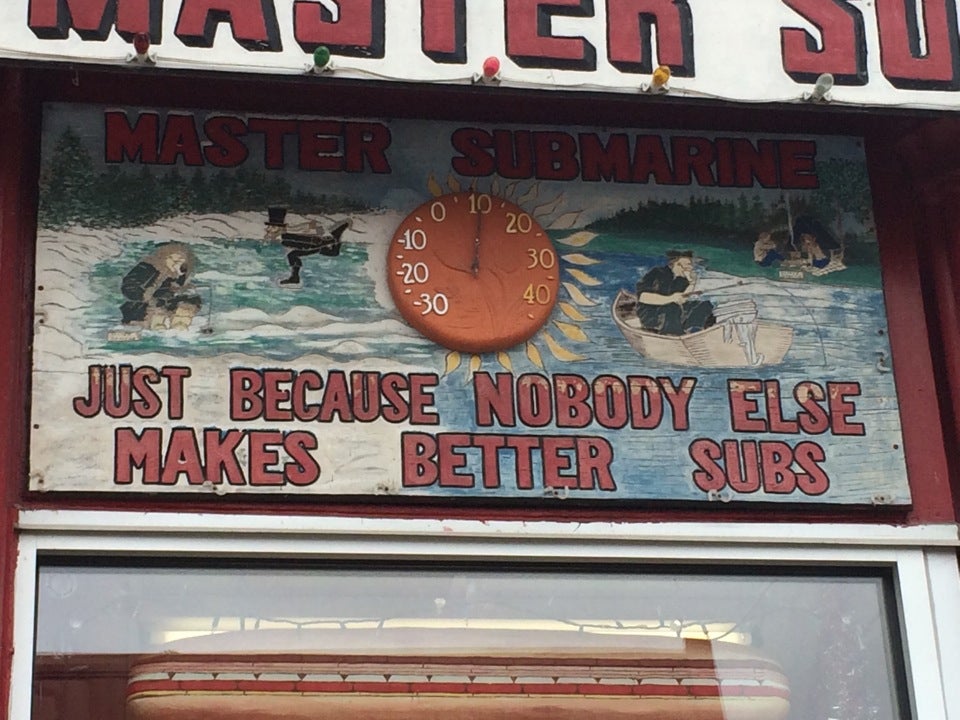 MASTER SU
MASTER SUBMARINE
-30 -20 -10 0 10 20 30 40
JUST BECAUSE NOBODY ELSE
MAKES BETTER SUBS